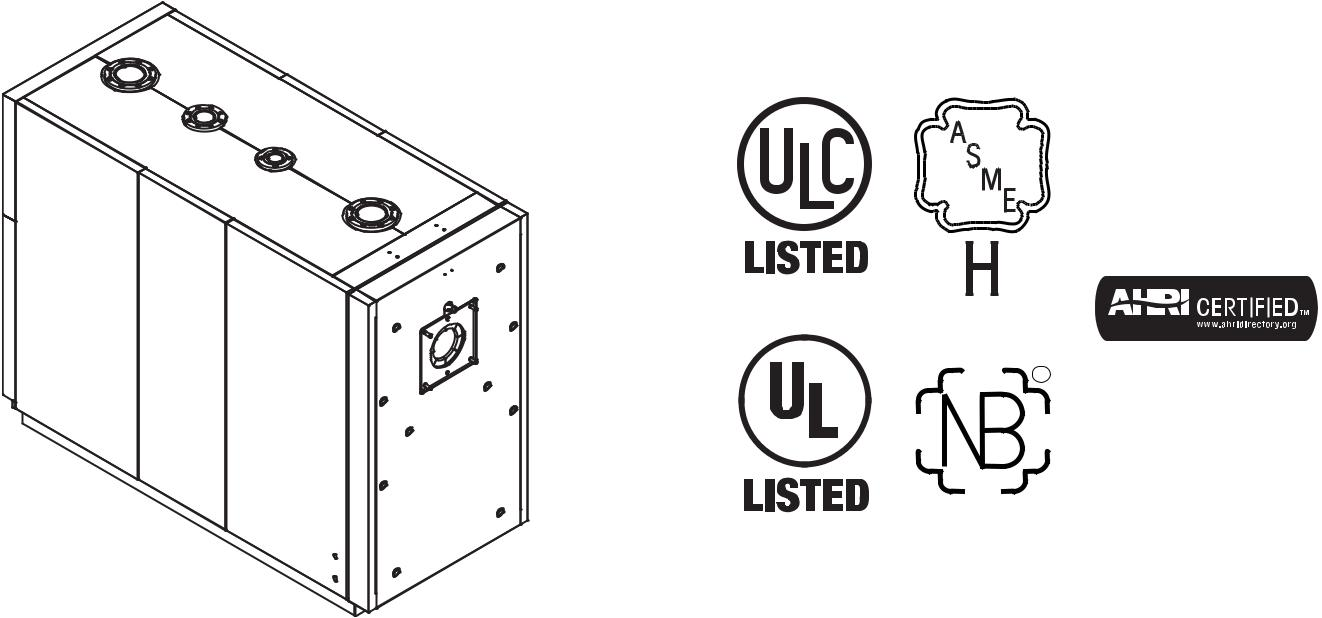 ULC
LISTED
ASME
H
AHRI CERTIFIED™
www.ahridirectory.org
UL
LISTED
NB